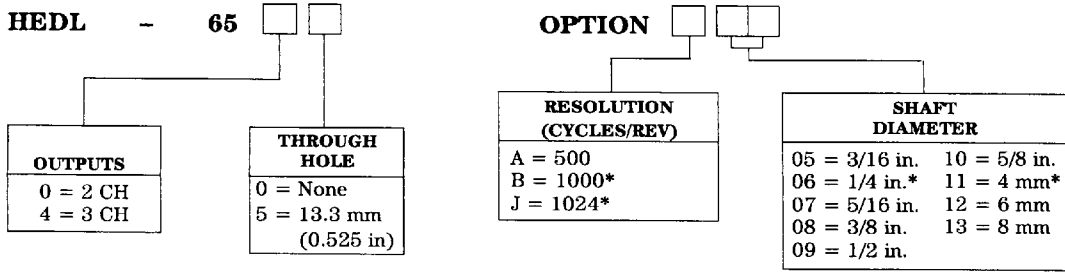 HEDL – 65
OPTION
OUTPUTS
0 = 2 CH
4 = 3 CH
THROUGH
HOLE
0 = None
5 = 13.3 mm
(0.525 in)
RESOLUTION
(CYCLES/REV)
A = 500
B = 1000*
J = 1024*
SHAFT
DIAMETER
05 = 3/16 in. 10 = 5/8 in.
06 = 1/4 in.* 11 = 4 mm*
07 = 5/16 in. 12 = 6 mm
08 = 3/8 in. 13 = 8 mm
09 = 1/2 in.